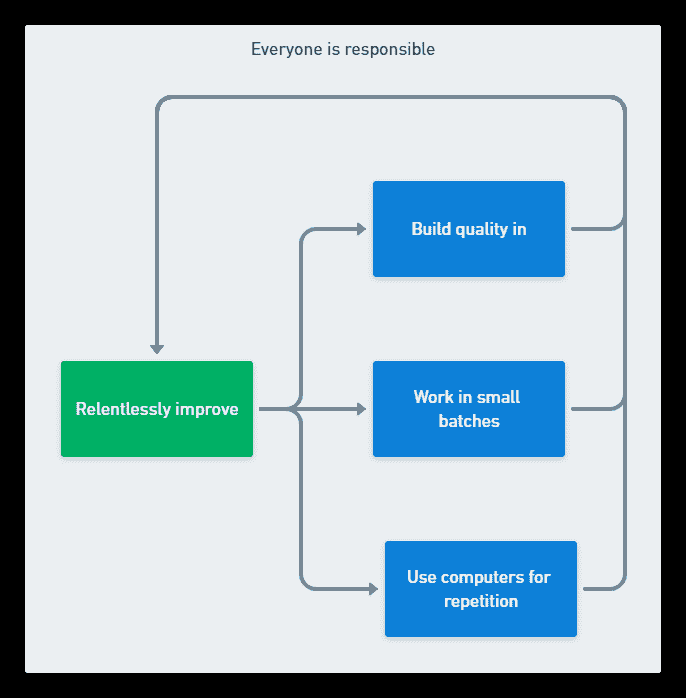 Everyone is responsible
Build quality in
Relentlessly improve
Work in small
batches
Use computers for
repetition